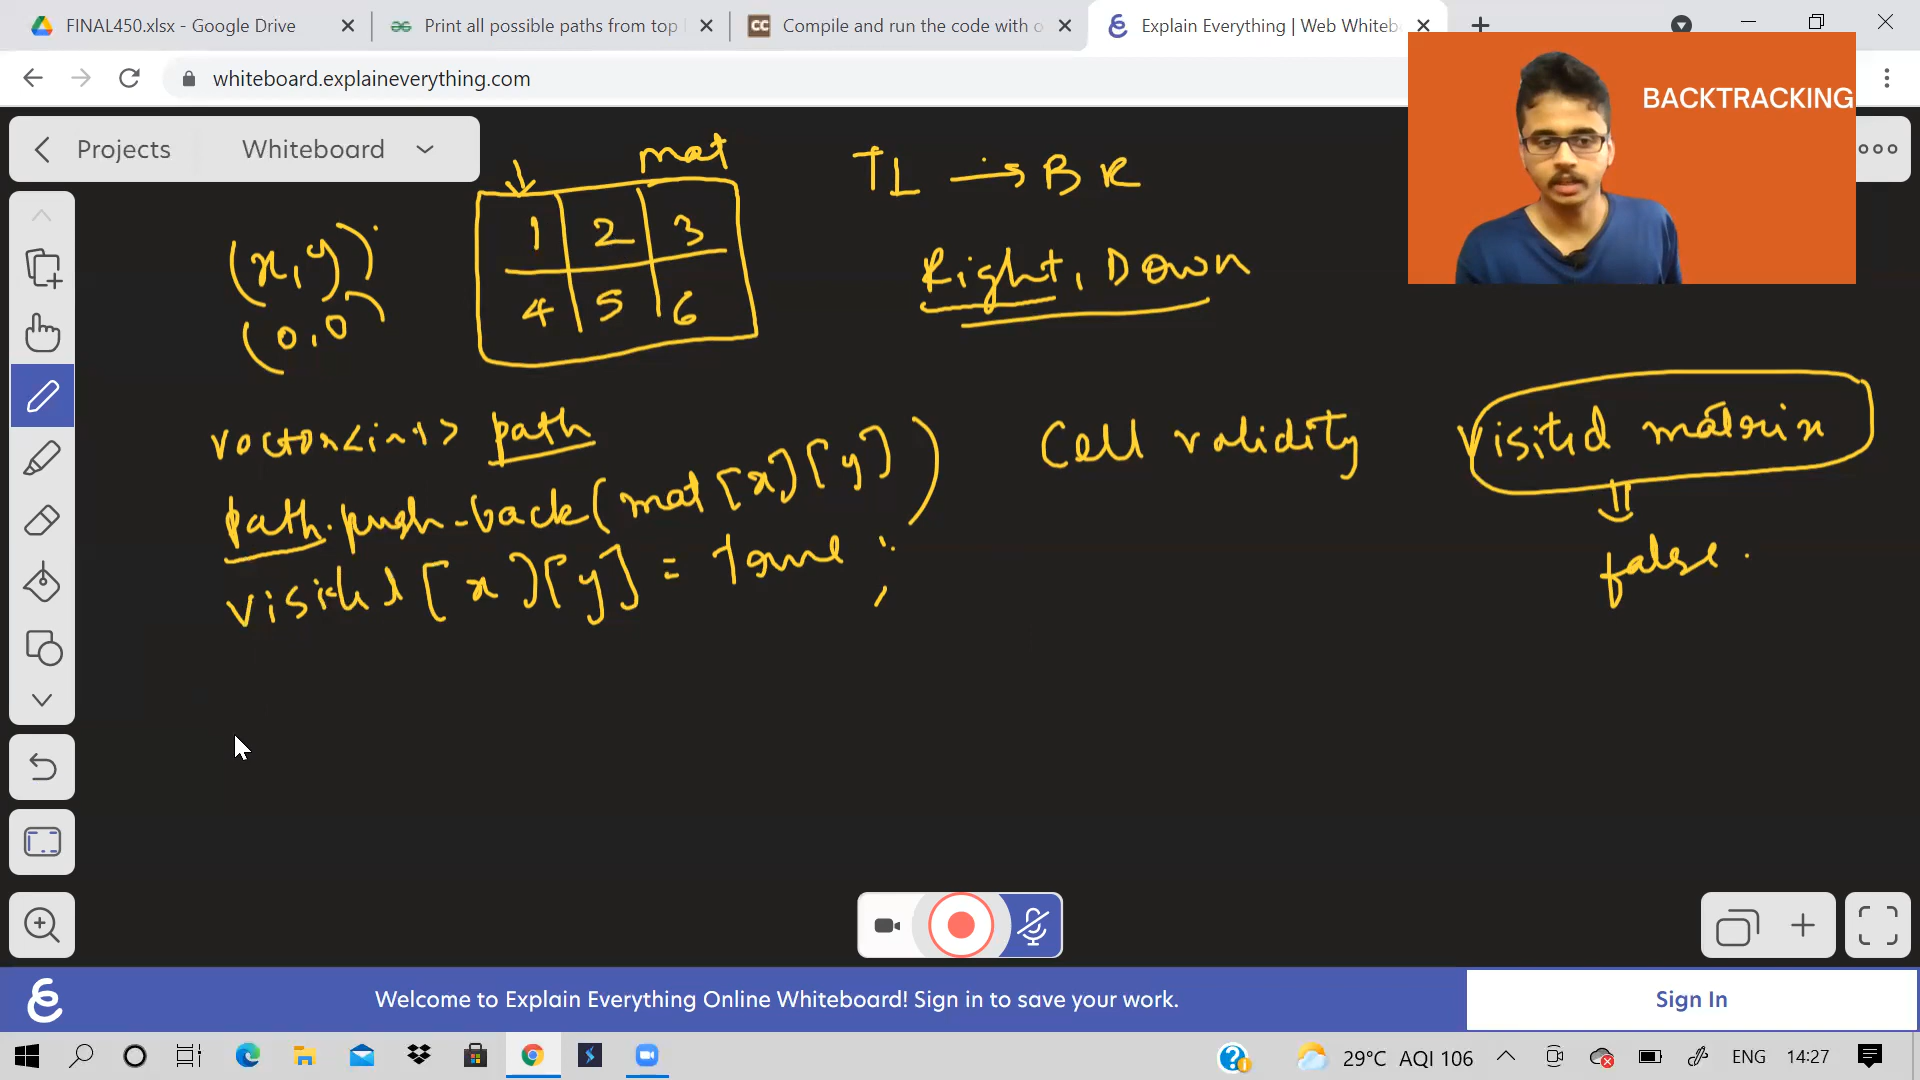 FINAL450.xlsx - Google Drive
Print all possible paths from top
Compile and run the code with o
Explain Everything | Web Whiteb
whiteboard.explaineverything.com
BACKTRACKING
Projects
Whiteboard
mat
TL → BR
(x,y)
1 2 3
Right, Down
(0,0)
4 5 6
vector<int> path
Cell validity
visited matrix
path.push-back(mat[x][y])
visited[x][y] = true ;
false.
Welcome to Explain Everything Online Whiteboard! Sign in to save your work.
Sign In
29°C AQI 106
ENG
14:27